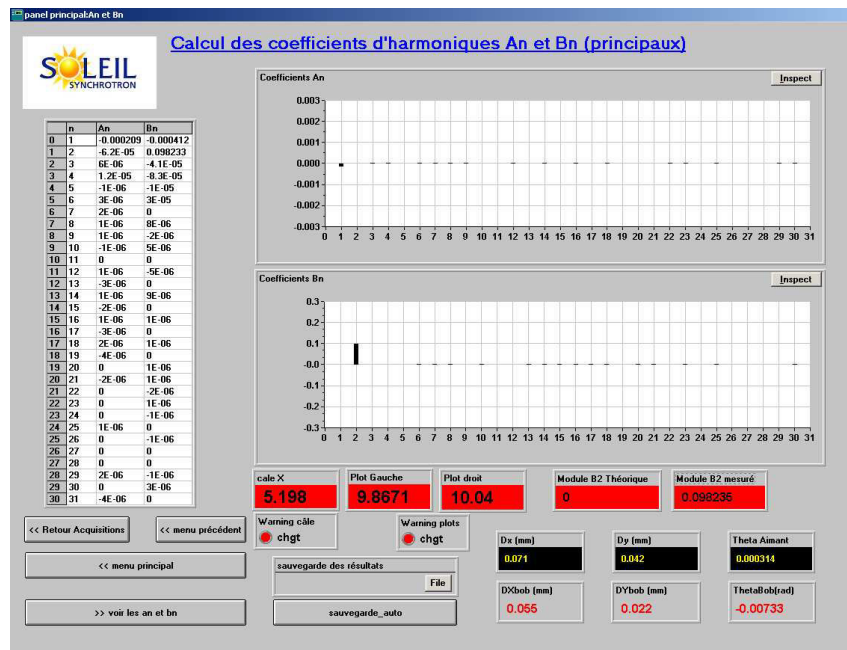 panel principal:An et Bn
Calcul des coefficients d'harmoniques An et Bn (principaux)
SOLEIL
SYNCHROTRON
n An Bn
0 1 -0.000209 -0.000412
1 2 -6.2E-05 0.098233
2 3 6E-06 -4.1E-05
3 4 1.2E-05 -8.3E-05
4 5 -1E-06 -1E-05
5 6 3E-06 3E-05
6 7 2E-06 0
7 8 1E-06 8E-06
8 9 1E-06 -2E-06
9 10 -1E-06 5E-06
10 11 0 0
11 12 1E-06 -5E-06
12 13 -3E-06 0
13 14 1E-06 9E-06
14 15 -2E-06 0
15 16 1E-06 1E-06
16 17 -3E-06 0
17 18 2E-06 1E-06
18 19 -4E-06 0
19 20 0 1E-06
20 21 -2E-06 1E-06
21 22 0 -2E-06
22 23 0 1E-06
23 24 0 -1E-06
24 25 1E-06 0
25 26 0 -1E-06
26 27 0 0
27 28 0 0
28 29 2E-06 -1E-06
29 30 0 3E-06
30 31 -4E-06 0
Coefficients An
Inspect
0.003
0.002
0.001
0.000
-0.001
-0.002
-0.003
0 1 2 3 4 5 6 7 8 9 10 11 12 13 14 15 16 17 18 19 20 21 22 23 24 25 26 27 28 29 30 31
Coefficients Bn
Inspect
0.3
0.2
0.1
-0.0
-0.1
-0.2
-0.3
0 1 2 3 4 5 6 7 8 9 10 11 12 13 14 15 16 17 18 19 20 21 22 23 24 25 26 27 28 29 30 31
cale X Plot Gauche Plot droit Module B2 Théorique Module B2 mesuré
5.198 9.8671 10.04 0 0.098235
<< Retour Acquisitions << menu précédent
Warning câle Warning plots
chgt chgt
<< menu principal
sauvegarde des résultats
File
>> voir les an et bn
sauvegarde_auto
Dx (mm) Dy (mm) Theta Aimant
0.071 0.042 0.000314
DXbob (mm) DYbob (mm) ThetaBob(rad)
0.055 0.022 -0.00733